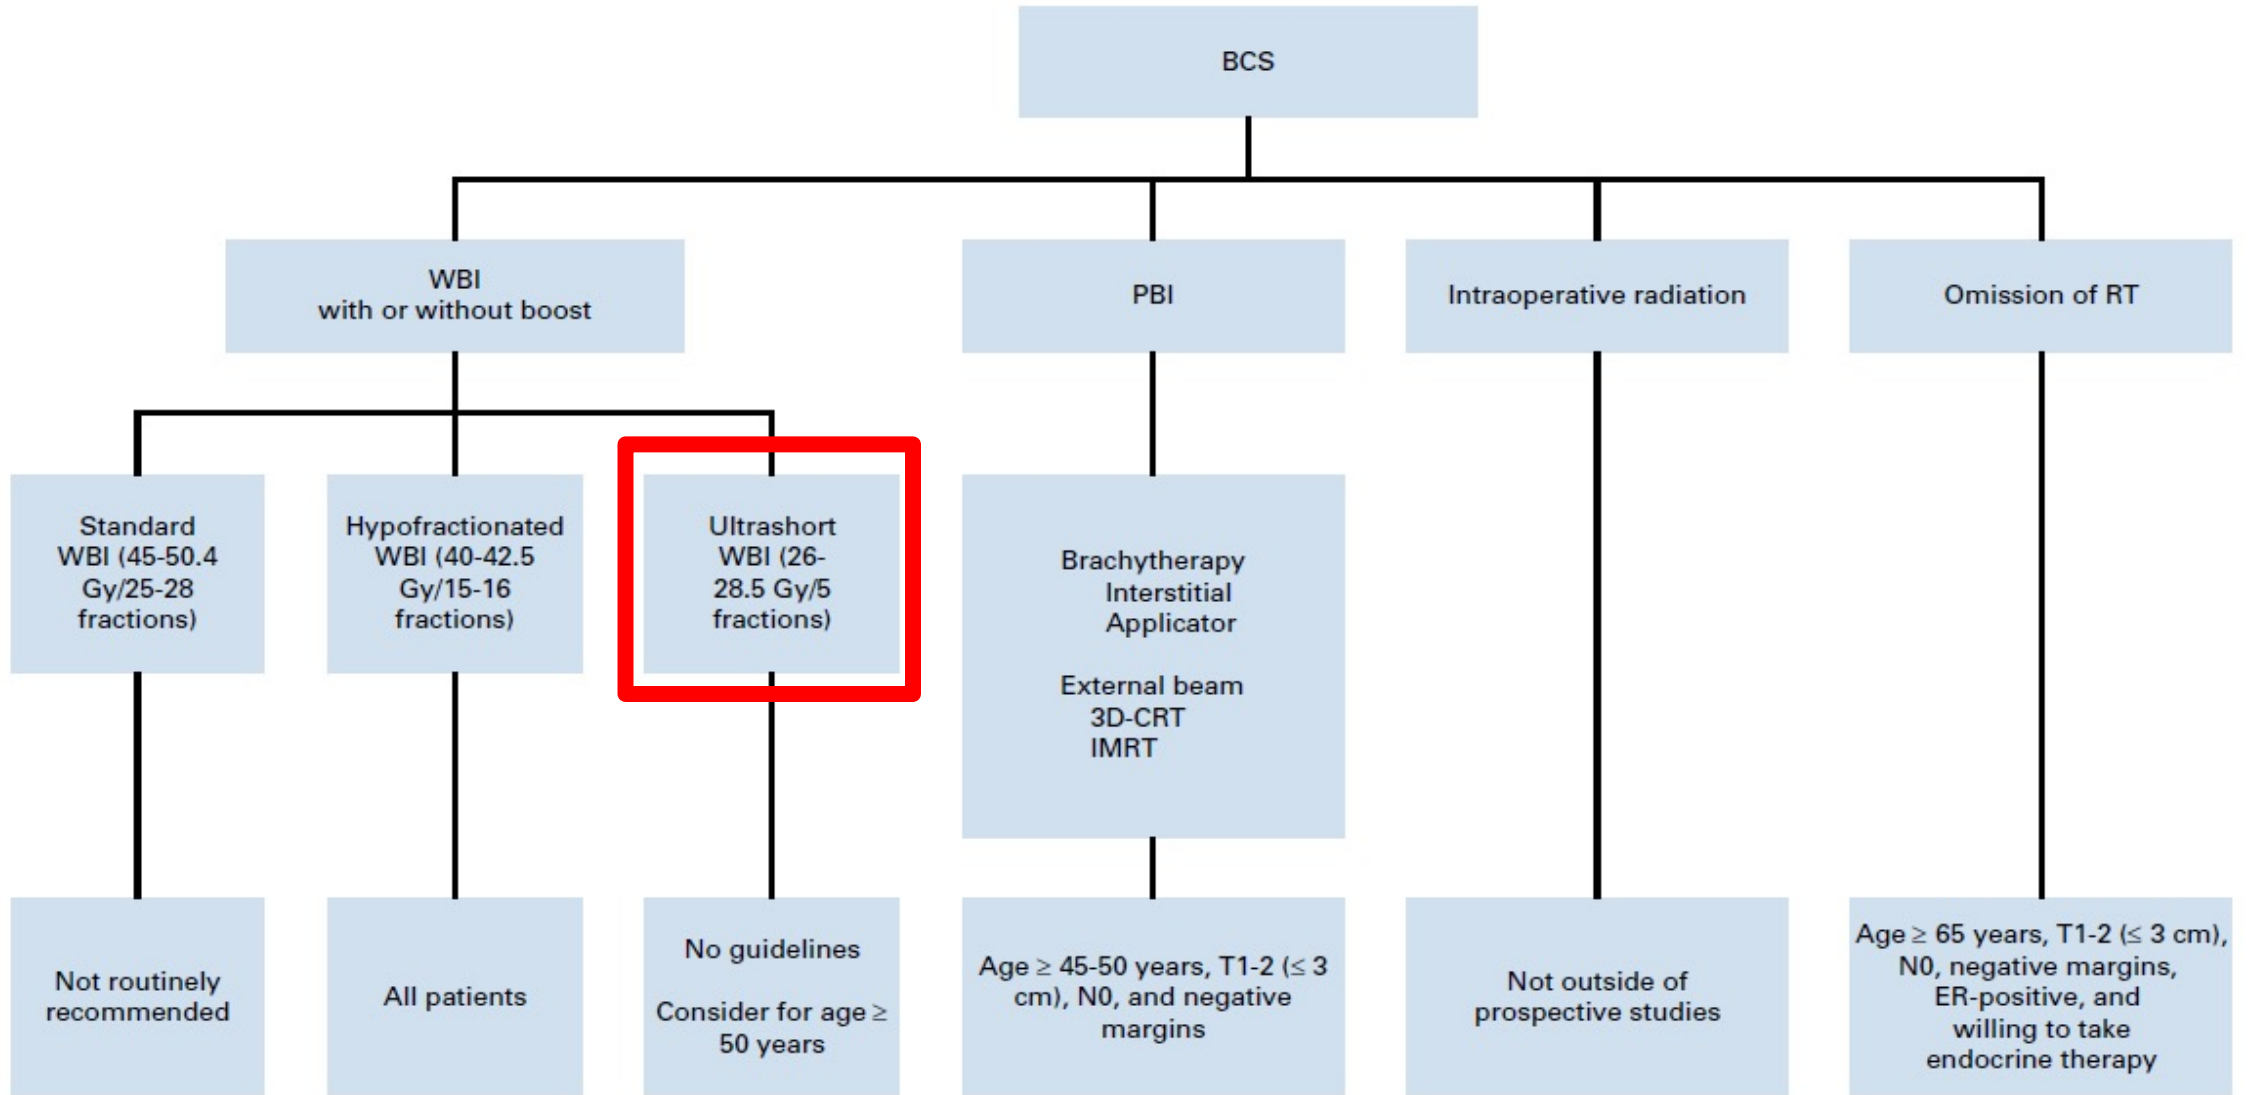 BCS
WBI
with or without boost
PBI
Intraoperative radiation
Omission of RT
Standard
WBI (45-50.4
Gy/25-28
fractions)
Hypofractionated
WBI (40-42.5
Gy/15-16
fractions)
Ultrashort
WBI (26-
28.5 Gy/5
fractions)
Brachytherapy
Interstitial
Applicator
External beam
3D-CRT
IMRT
Not routinely
recommended
All patients
No guidelines
Consider for age ≥
50 years
Age ≥ 45-50 years, T1-2 (≤ 3
cm), N0, and negative
margins
Not outside of
prospective studies
Age ≥ 65 years, T1-2 (≤ 3 cm),
N0, negative margins,
ER-positive, and
willing to take
endocrine therapy